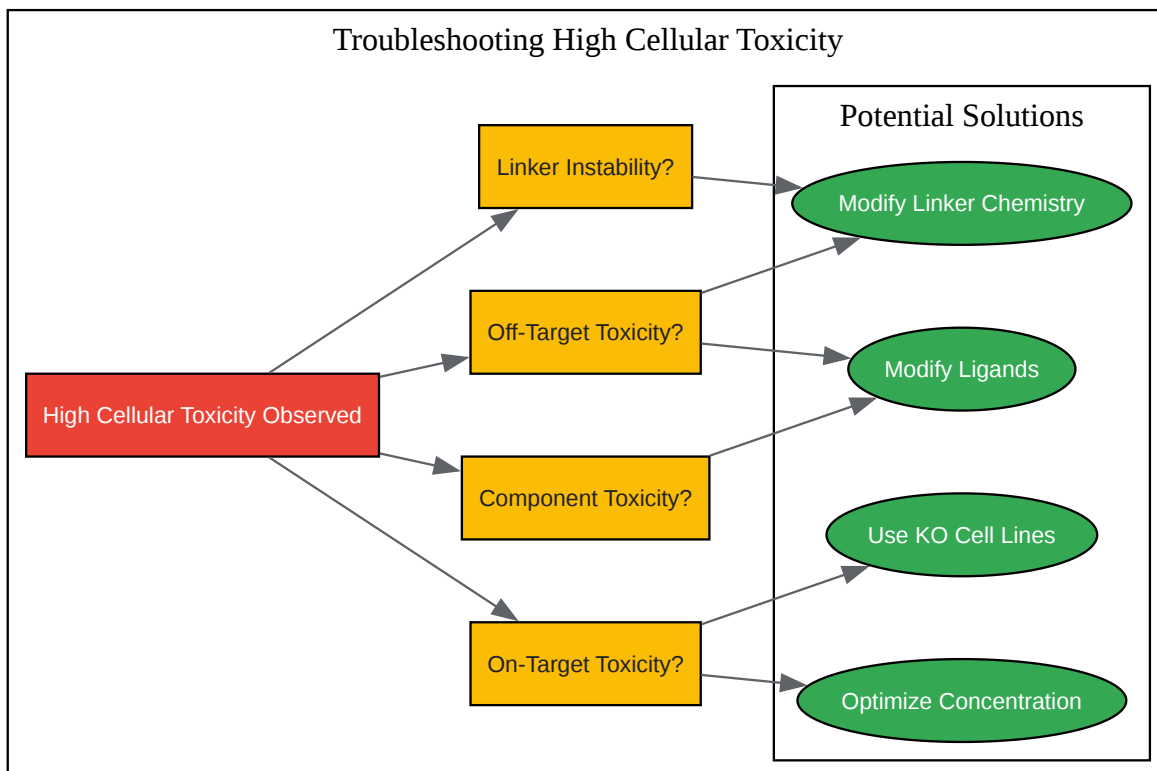 Troubleshooting High Cellular Toxicity
Potential Solutions
Linker Instability?
Modify Linker Chemistry
Off-Target Toxicity?
Modify Ligands
High Cellular Toxicity Observed
Component Toxicity?
Use KO Cell Lines
On-Target Toxicity?
Optimize Concentration